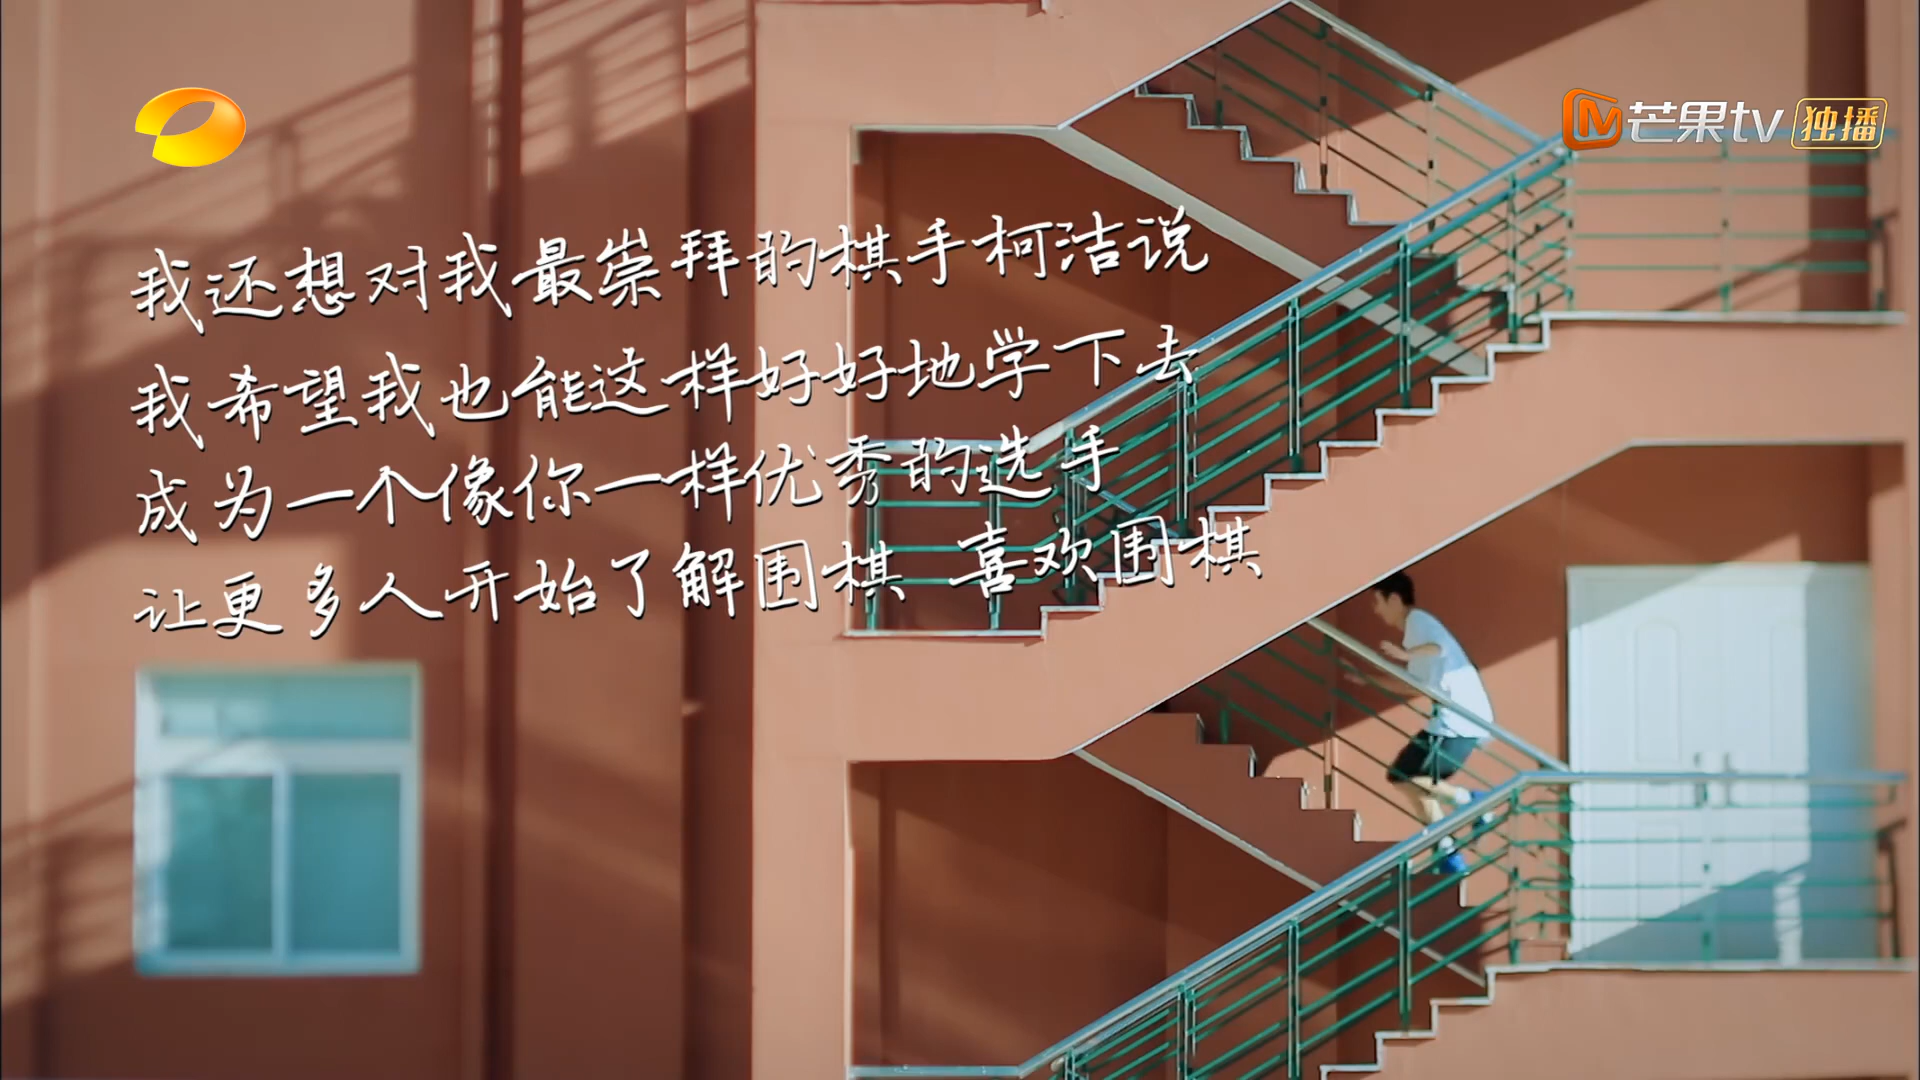 芒果tv 独播
我还想对我最崇拜的棋手柯洁说
我希望我也能这样好好地学下去
成为一个像你一样优秀的选手
让更多人开始了解围棋 喜欢围棋